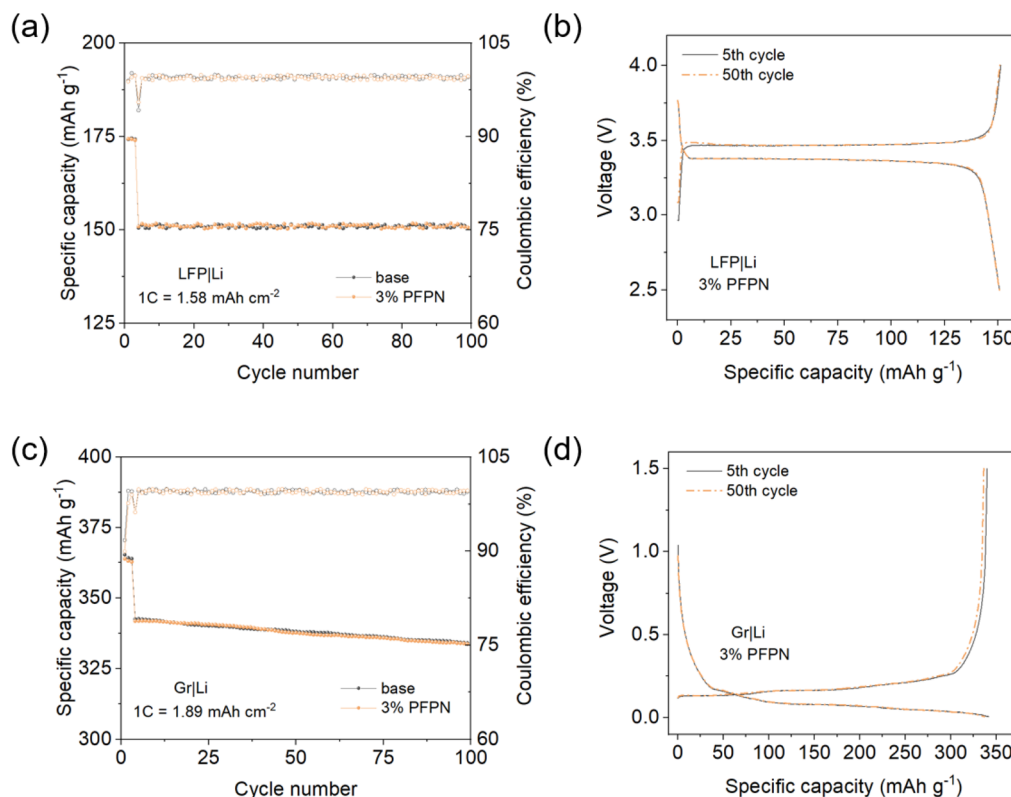 (a)
200
175
150
125
Specific capacity (mAh g⁻¹)
105
90
75
60
Coulombic efficiency (%)
LFP|Li
1C = 1.58 mAh cm⁻²
base
3% PFPN
0 20 40 60 80 100
Cycle number
(b)
4.0
3.5
3.0
2.5
Voltage (V)
5th cycle
50th cycle
LFP|Li
3% PFPN
0 25 50 75 100 125 150
Specific capacity (mAh g⁻¹)
(c)
400
375
350
325
300
Specific capacity (mAh g⁻¹)
105
90
75
60
Coulombic efficiency (%)
Gr|Li
1C = 1.89 mAh cm⁻²
base
3% PFPN
0 25 50 75 100
Cycle number
(d)
1.5
1.0
0.5
0.0
Voltage (V)
5th cycle
50th cycle
Gr|Li
3% PFPN
0 50 100 150 200 250 300 350
Specific capacity (mAh g⁻¹)